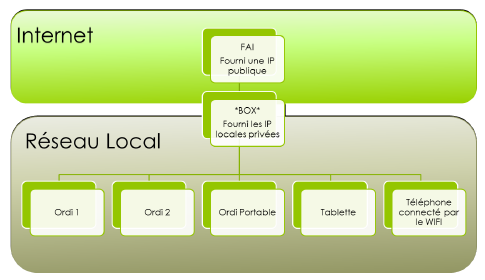 Internet
FAI
Fourni une IP
publique
*BOX*
Fourni les IP
locales privées
Réseau Local
Ordi 1
Ordi 2
Ordi Portable
Tablette
Téléphone
connecté par
le WIFI